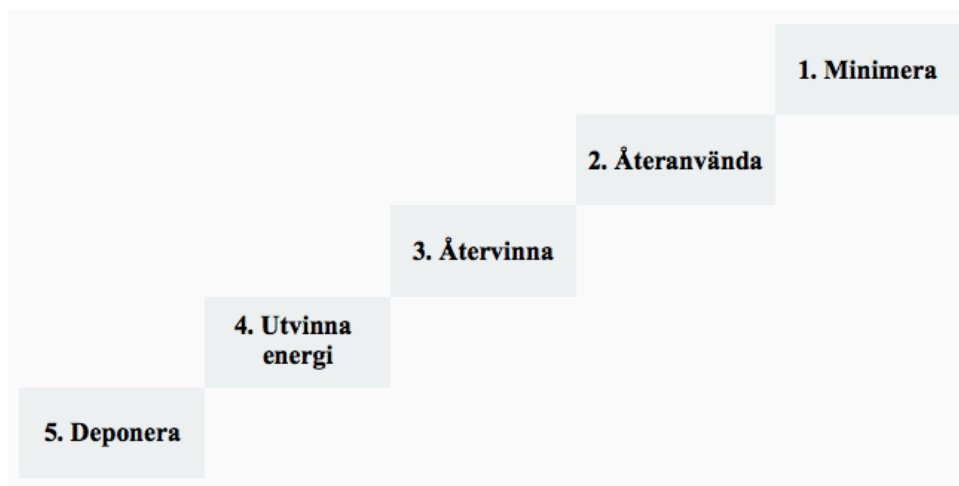 1. Minimera
2. Återanvända
3. Återvinna
4. Utvinna
energi
5. Deponera